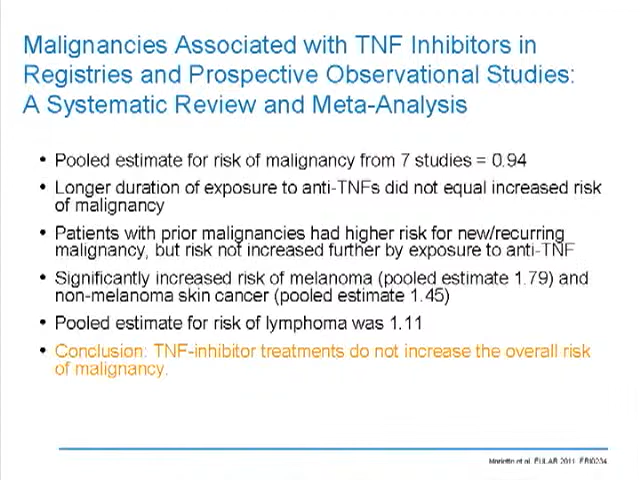 Malignancies Associated with TNF Inhibitors in
Registries and Prospective Observational Studies:
A Systematic Review and Meta-Analysis
• Pooled estimate for risk of malignancy from 7 studies = 0.94
• Longer duration of exposure to anti-TNFs did not equal increased risk
of malignancy
• Patients with prior malignancies had higher risk for new/recurring
malignancy, but risk not increased further by exposure to anti-TNF
• Significantly increased risk of melanoma (pooled estimate 1.79) and
non-melanoma skin cancer (pooled estimate 1.45)
• Pooled estimate for risk of lymphoma was 1.11
• Conclusion: TNF-inhibitor treatments do not increase the overall risk
of malignancy.
et al. EULAR 2011.